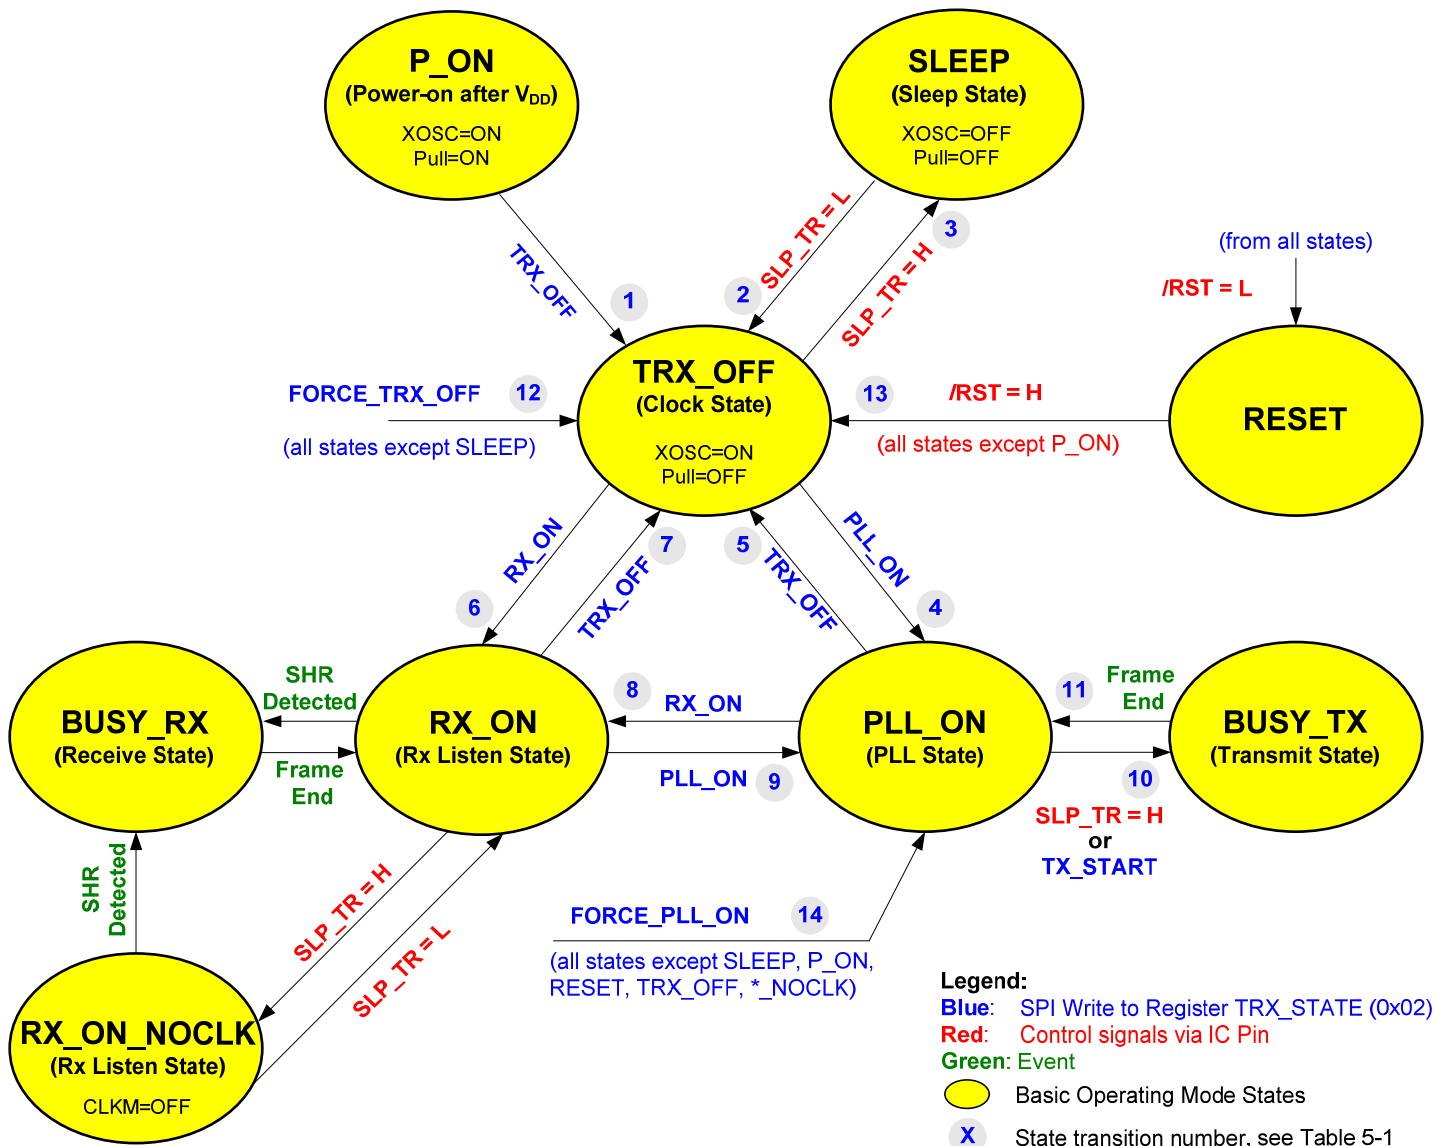 P_ON
(Power-on after VDD)
XOSC=ON
Pull=ON
SLEEP
(Sleep State)
XOSC=OFF
Pull=OFF
TRX_OFF
1
SLP_TR = L
2
SLP_TR = H
3
(from all states)
/RST = L
FORCE_TRX_OFF
12
(all states except SLEEP)
TRX_OFF
(Clock State)
XOSC=ON
Pull=OFF
13
/RST = H
(all states except P_ON)
RESET
RX_ON
6
7
TRX_OFF
5
TRX_OFF
PLL_ON
4
BUSY_RX
(Receive State)
SHR
Detected
Frame
End
RX_ON
(Rx Listen State)
8
RX_ON
PLL_ON
9
PLL_ON
(PLL State)
11
Frame
End
10
SLP_TR = H
or
TX_START
BUSY_TX
(Transmit State)
SHR
Detected
SLP_TR = H
SLP_TR = L
FORCE_PLL_ON
14
(all states except SLEEP, P_ON,
RESET, TRX_OFF, *_NOCLK)
RX_ON_NOCLK
(Rx Listen State)
CLKM=OFF
Legend:
Blue: SPI Write to Register TRX_STATE (0x02)
Red: Control signals via IC Pin
Green: Event
Basic Operating Mode States
X State transition number, see Table 5-1